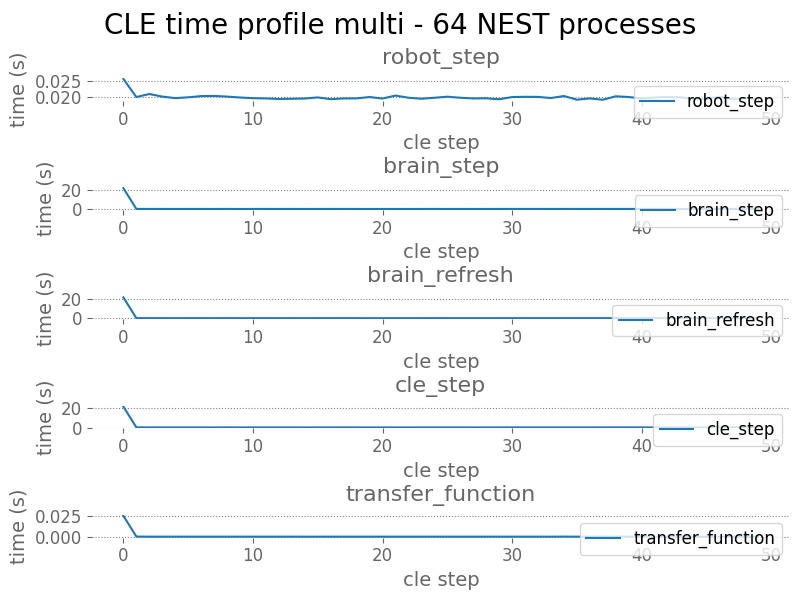 CLE time profile multi - 64 NEST processes
robot_step
time (s)
0.025
0.020
0 10 20 30 40 50
robot_step
cle step
brain_step
time (s)
20
0
0 10 20 30 40 50
brain_step
cle step
brain_refresh
time (s)
20
0
0 10 20 30 40 50
brain_refresh
cle step
cle_step
time (s)
20
0
0 10 20 30 40 50
cle_step
cle step
transfer_function
time (s)
0.025
0.000
0 10 20 30 40 50
transfer_function
cle step